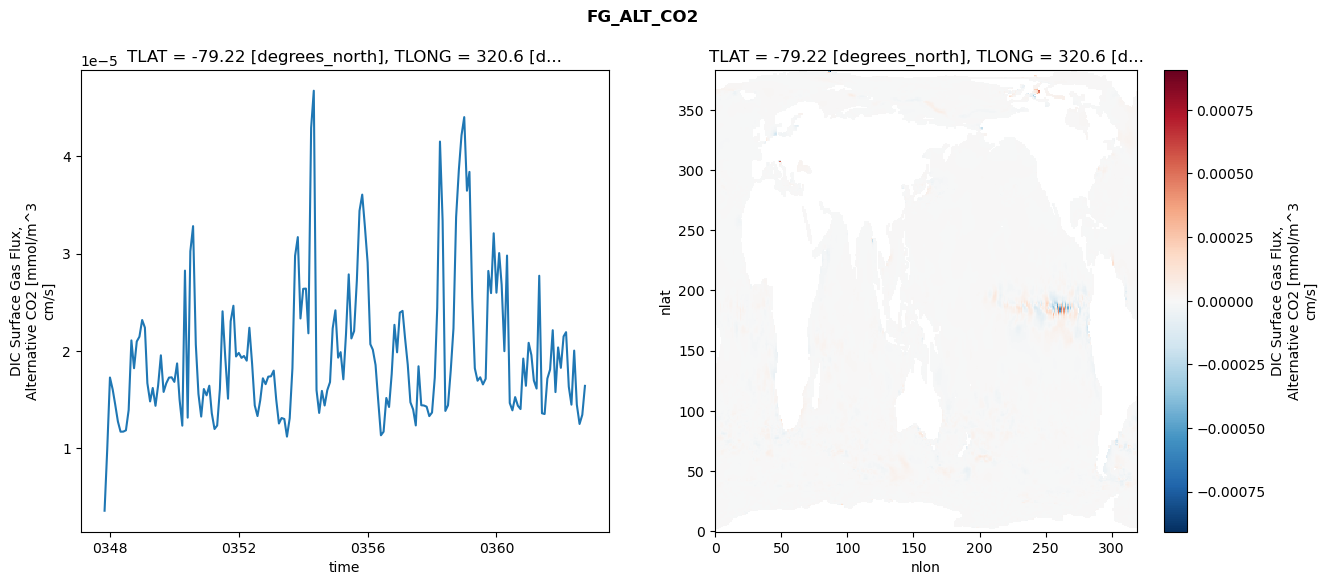 FG_ALT_CO2
TLAT = -79.22 [degrees_north], TLONG = 320.6 [d...
1e−5
4
3
2
1
DIC Surface Gas Flux,
Alternative CO2 [mmol/m^3
cm/s]
0348
0352
0356
0360
time
TLAT = -79.22 [degrees_north], TLONG = 320.6 [d...
350
300
250
200
150
100
50
0
nlat
0
50
100
150
200
250
300
nlon
0.00075
0.00050
0.00025
0.00000
−0.00025
−0.00050
−0.00075
DIC Surface Gas Flux,
Alternative CO2 [mmol/m^3
cm/s]